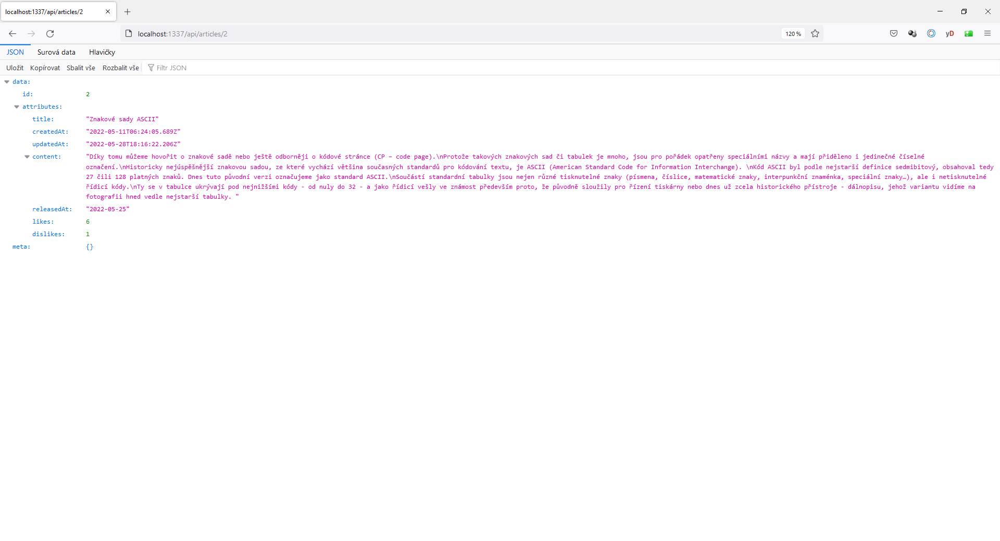 localhost:1337/api/articles/2
localhost:1337/api/articles/2
120 %
yD
JSON Surová data Hlavičky
Uložit Kopírovat Sbalit vše Rozbalit vše Filtr JSON
data:
id: 2
attributes:
title: "Znakové sady ASCII"
createdAt: "2022-05-11T06:24:05.689Z"
updatedAt: "2022-05-28T18:16:22.206Z"
content: "Díky tomu můžeme hovořit o znakové sadě nebo ještě odborněji o kódové stránce (CP – code page).\nProtože takových znakových sad či tabulek je mnoho, jsou pro pořádek opatřeny speciálními názvy a mají přiděleno i jedinečné číselné
označení.\nHistoricky nejúspěšnější znakovou sadou, ze které vychází většina současných standardů pro kódování textu, je ASCII (American Standard Code for Information Interchange). \nKód ASCII byl podle nejstarší definice sedmibitový, obsahoval tedy
27 čili 128 platných znaků. Dnes tuto původní verzi označujeme jako standard ASCII.\nSoučástí standardní tabulky jsou nejen různé tisknutelné znaky (písmena, číslice, matematické znaky, interpunkční znaménka, speciální znaky…), ale i netisknutelné
řídicí kódy.\nTy se v tabulce ukrývají pod nejnižšími kódy - od nuly do 32 - a jako řídicí vešly ve známost především proto, že původně sloužily pro řízení tiskárny nebo dnes už zcela historického přístroje - dálnopisu, jehož variantu vidíme na
fotografii hned vedle nejstarší tabulky. "
releasedAt: "2022-05-25"
likes: 6
dislikes: 1
meta: {}